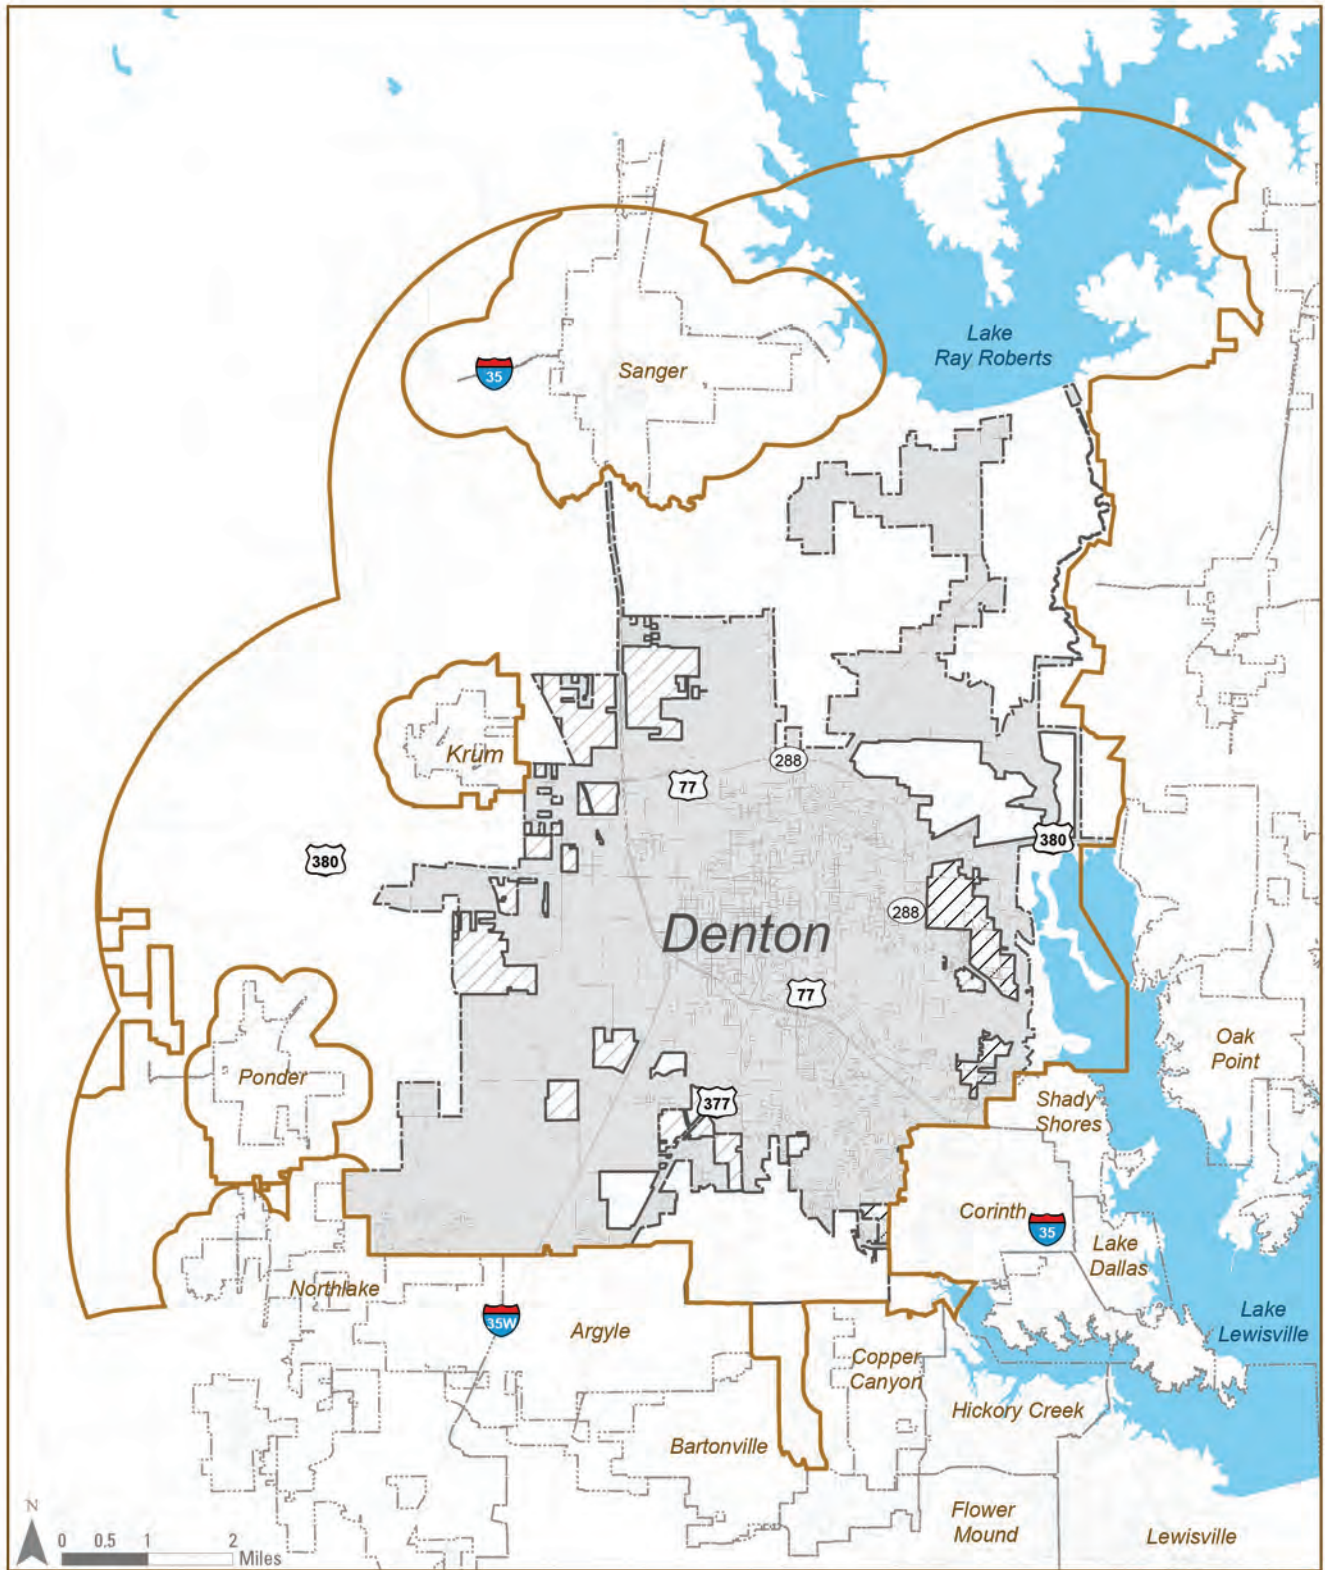 Lake
Ray Roberts
35
Sanger
Krum
288
77
380
380
288
Denton
77
Oak
Point
Ponder
377
Shady
Shores
Corinth
35
Lake
Dallas
Northlake
35W
Argyle
Lake
Lewisville
Copper
Canyon
Hickory Creek
Bartonville
Flower
Mound
Lewisville
N
0 0.5 1 2
Miles